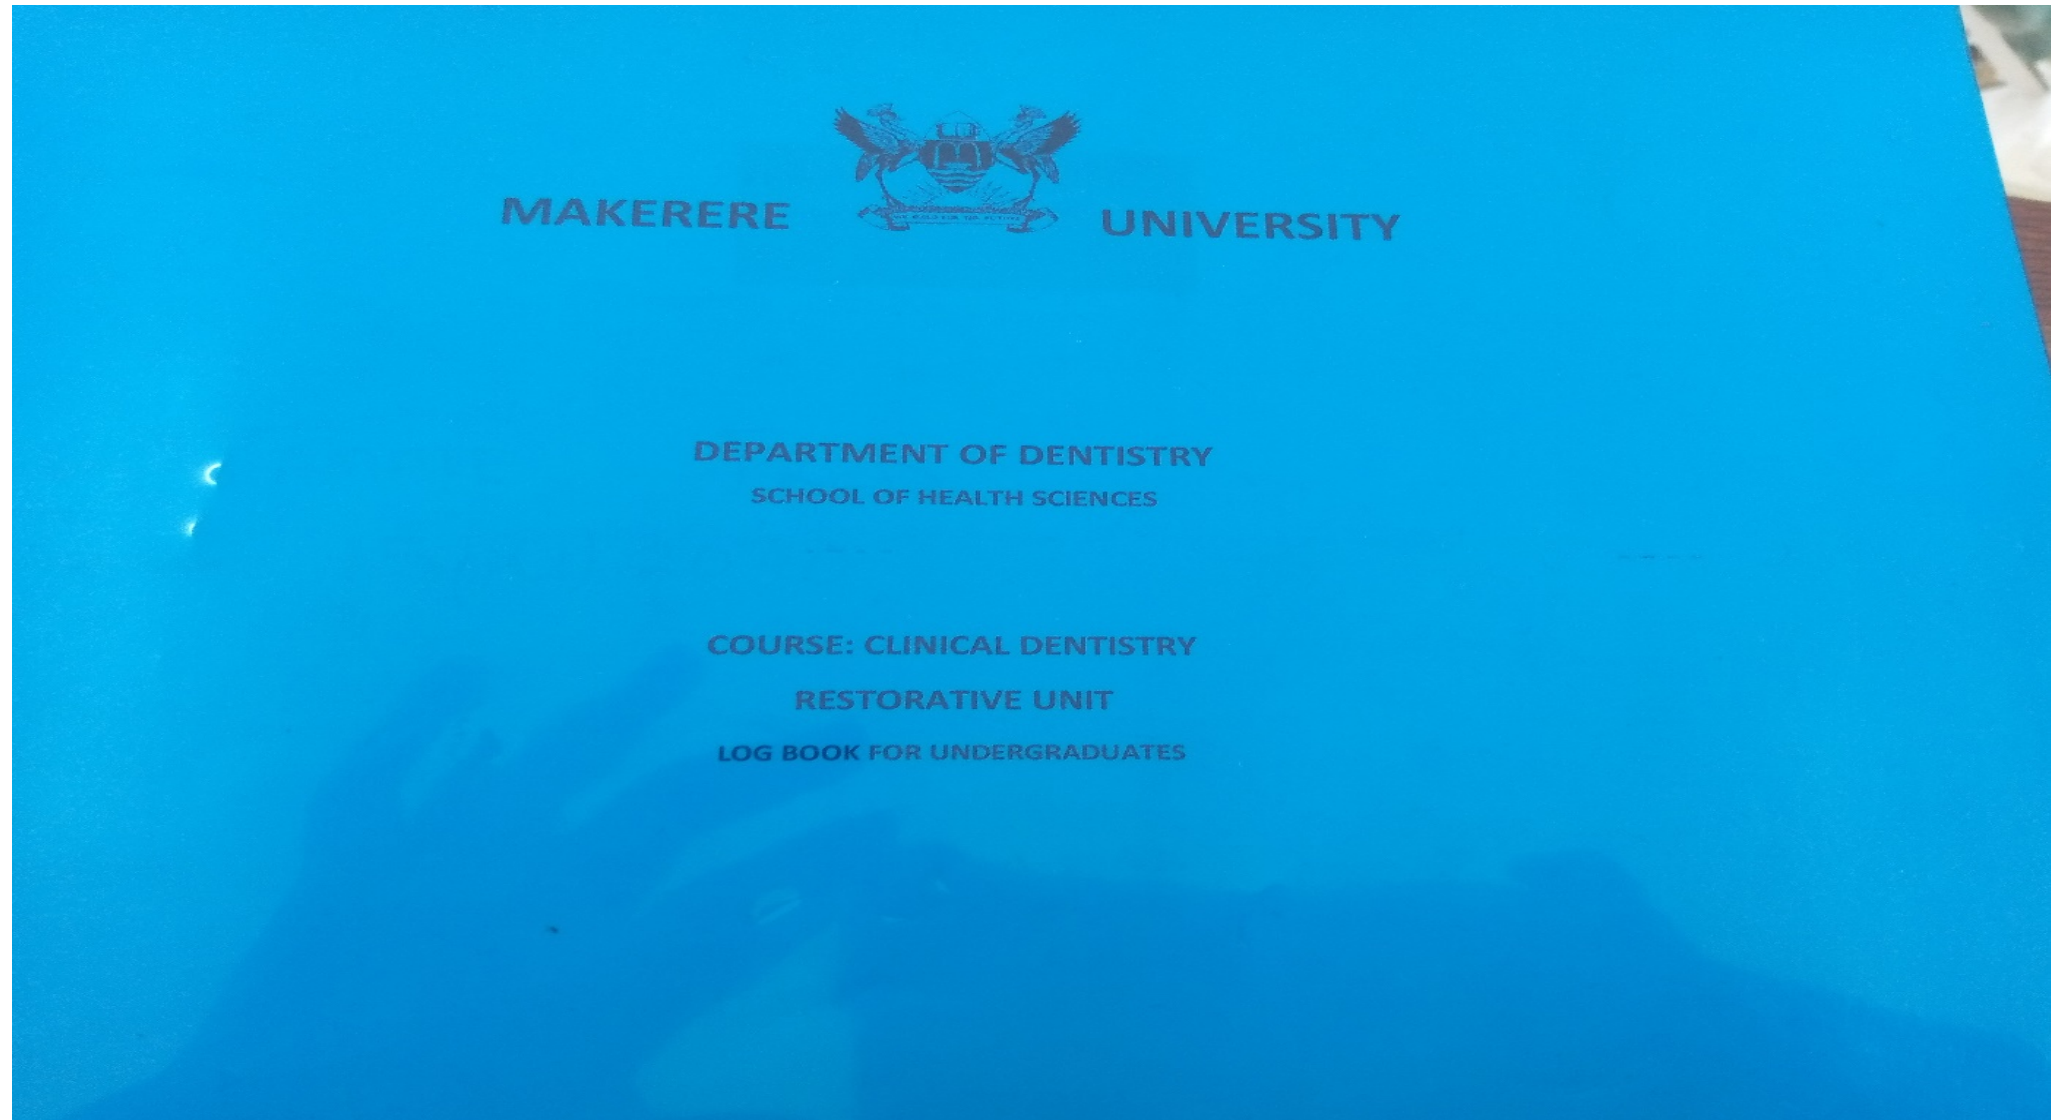 MAKERERE UNIVERSITY
DEPARTMENT OF DENTISTRY
SCHOOL OF HEALTH SCIENCES
COURSE: CLINICAL DENTISTRY
RESTORATIVE UNIT
LOG BOOK FOR UNDERGRADUATES